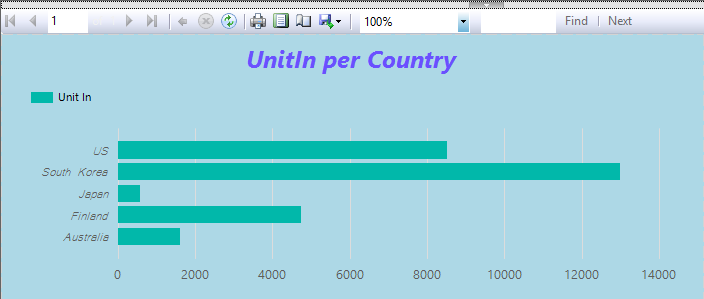 1 100% Find | Next
UnitIn per Country
Unit In
US
South Korea
Japan
Finland
Australia
0 2000 4000 6000 8000 10000 12000 14000